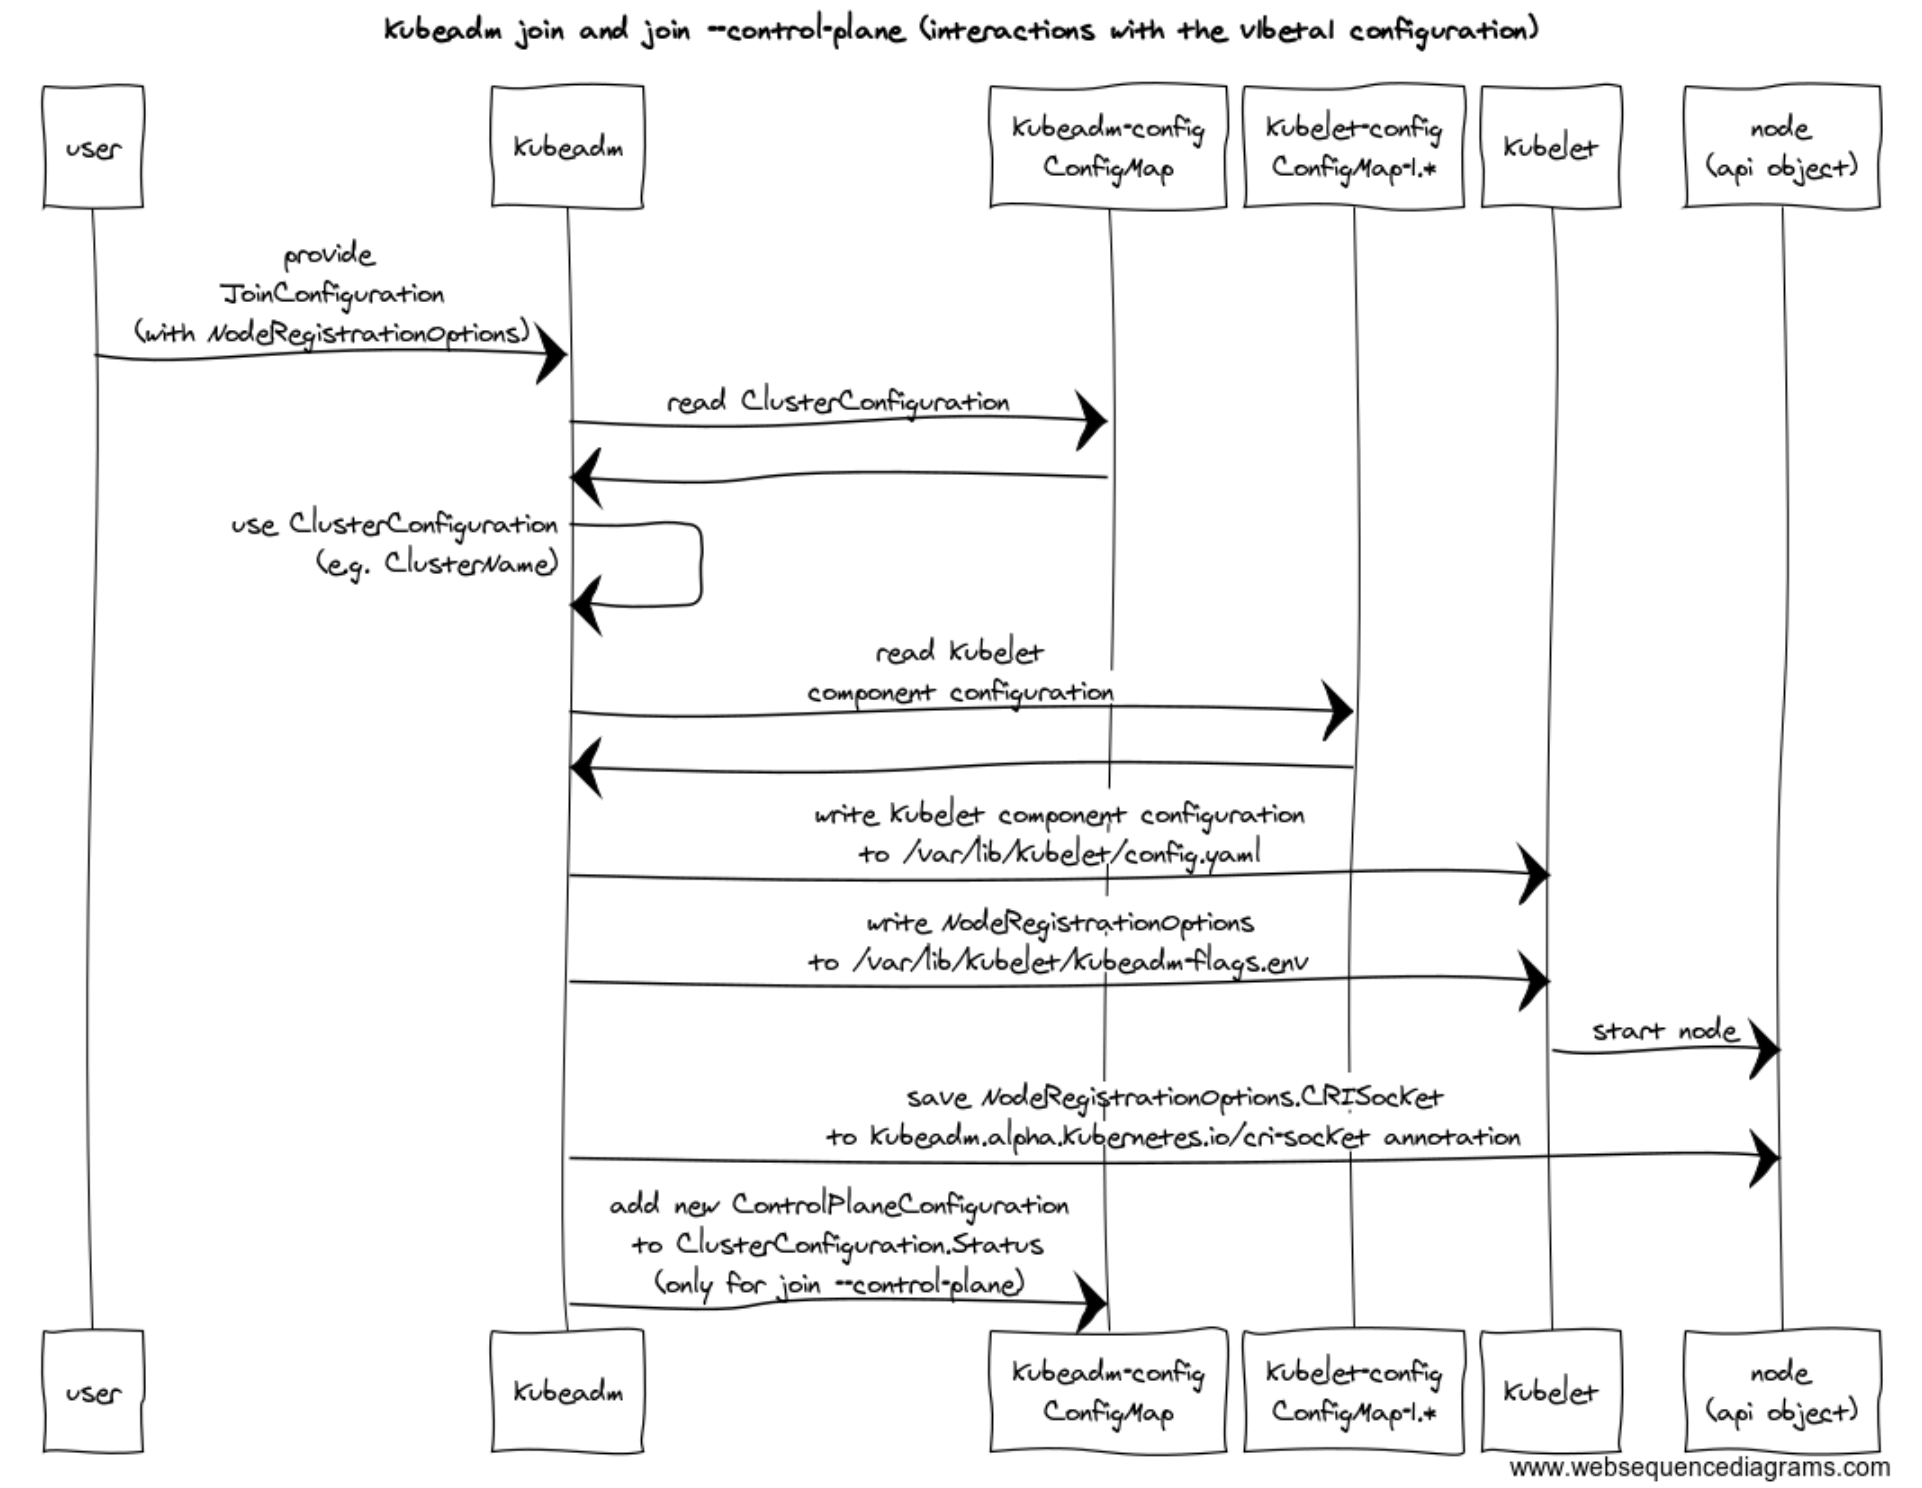 kubeadm join and join --control-plane (interactions with the v1beta1 configuration)
user
kubeadm
kubeadm-config
ConfigMap
kubelet-config
ConfigMap-1.*
kubelet
node
(api object)
provide
JoinConfiguration
(with NodeRegistrationOptions)
read ClusterConfiguration
use ClusterConfiguration
(e.g. ClusterName)
read kubelet
component configuration
write kubelet component configuration
to /var/lib/kubelet/config.yaml
write NodeRegistrationOptions
to /var/lib/kubelet/kubeadm-flags.env
start node
save NodeRegistrationOptions.CRISocket
to kubeadm.alpha.kubernetes.io/cri-socket annotation
add new ControlPlaneConfiguration
to ClusterConfiguration.Status
(only for join --control-plane)
user
kubeadm
kubeadm-config
ConfigMap
kubelet-config
ConfigMap-1.*
kubelet
node
(api object)
www.websequencediagrams.com